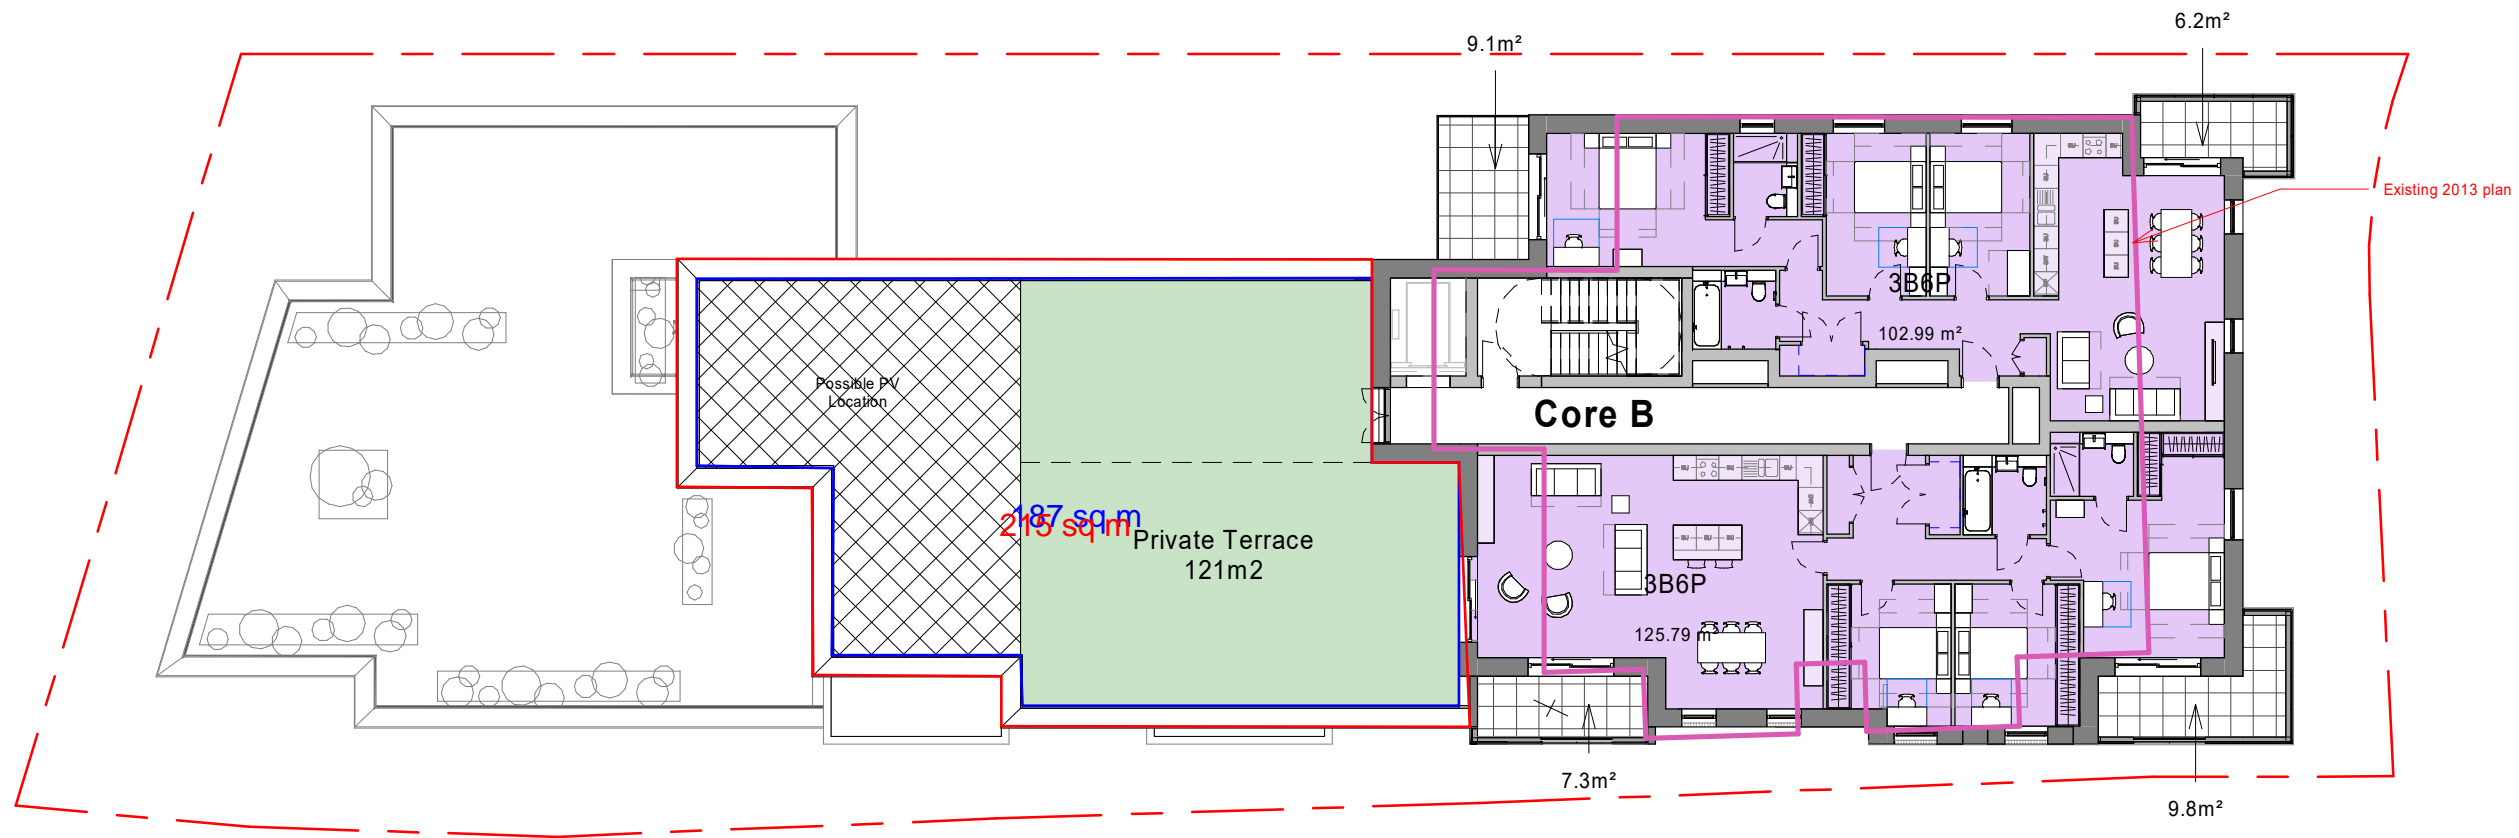 6.2m²
9.1m²
Existing 2013 plan
3B6P
102.99 m²
Possible PV
Location
Core B
187 sq m
215 sq m
Private Terrace
121m2
3B6P
125.79 m²
7.3m²
9.8m²